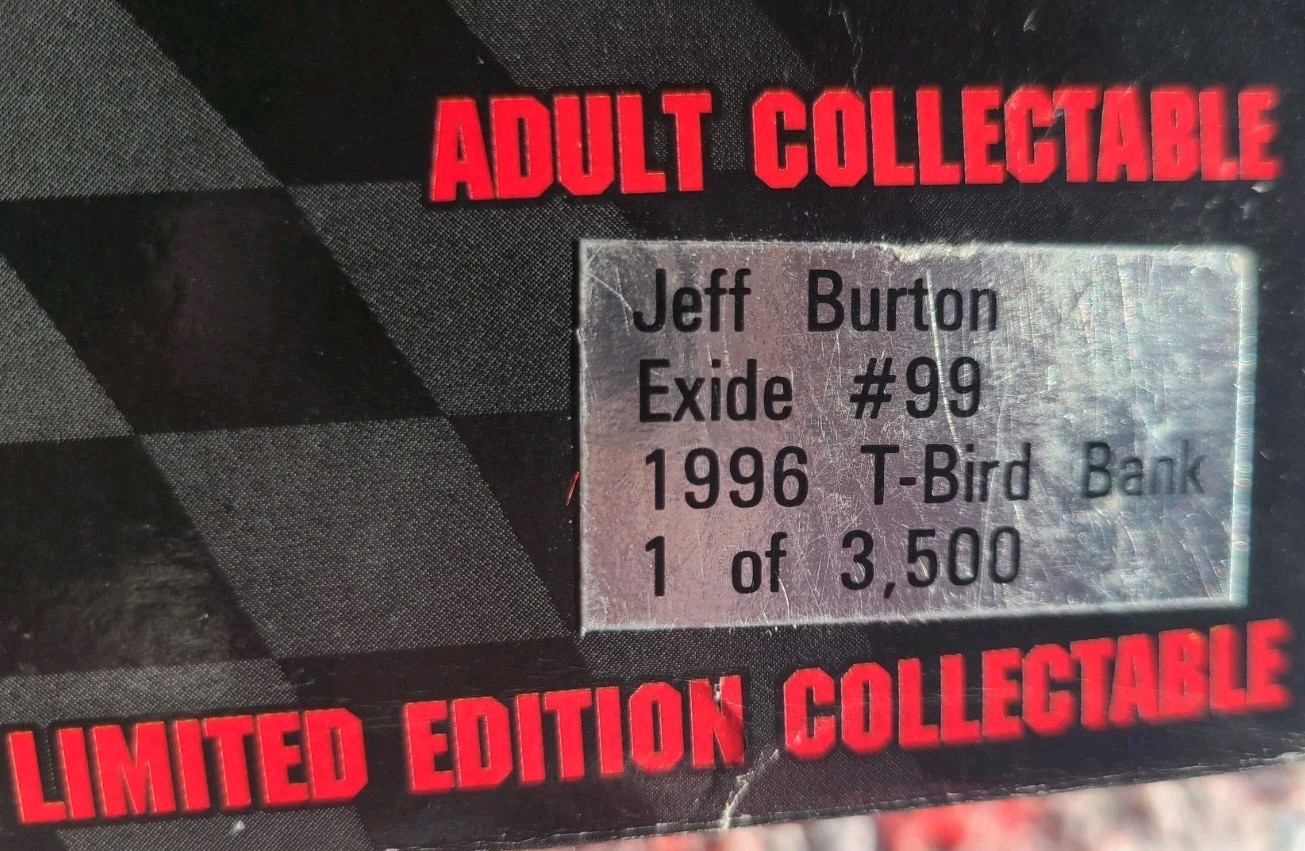 ADULT COLLECTABLE
Jeff Burton
Exide #99
1996 T-Bird Bank
1 of 3,500
LIMITED EDITION COLLECTABLE